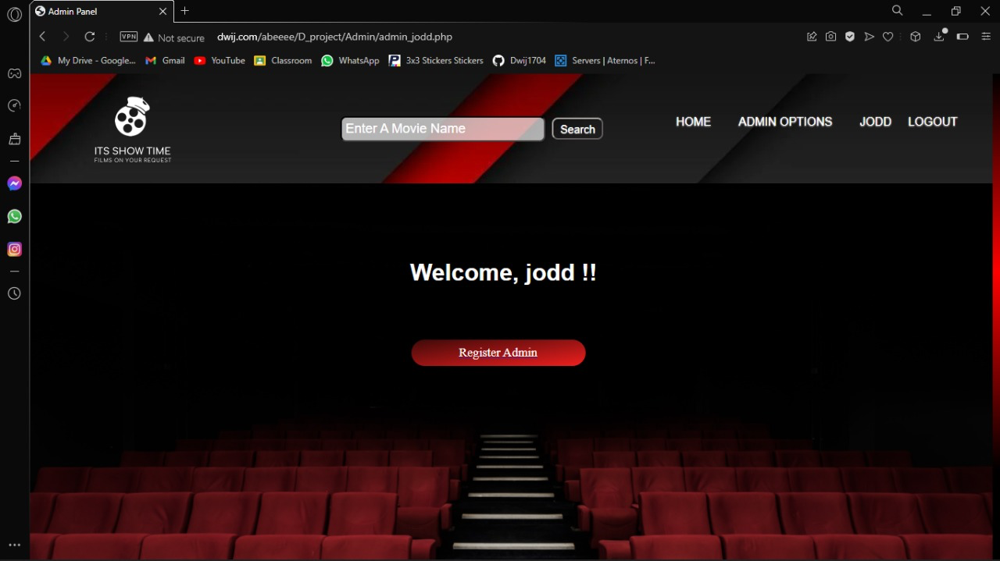 Admin Panel
VPN Not secure dwij.com/abeeee/D_project/Admin/admin_jodd.php
My Drive - Google... Gmail YouTube Classroom WhatsApp 3x3 Stickers Stickers Dwij1704 Servers | Aternos | F...
Enter A Movie Name Search HOME ADMIN OPTIONS JODD LOGOUT
ITS SHOW TIME
FILMS ON YOUR REQUEST
Welcome, jodd !!
Register Admin